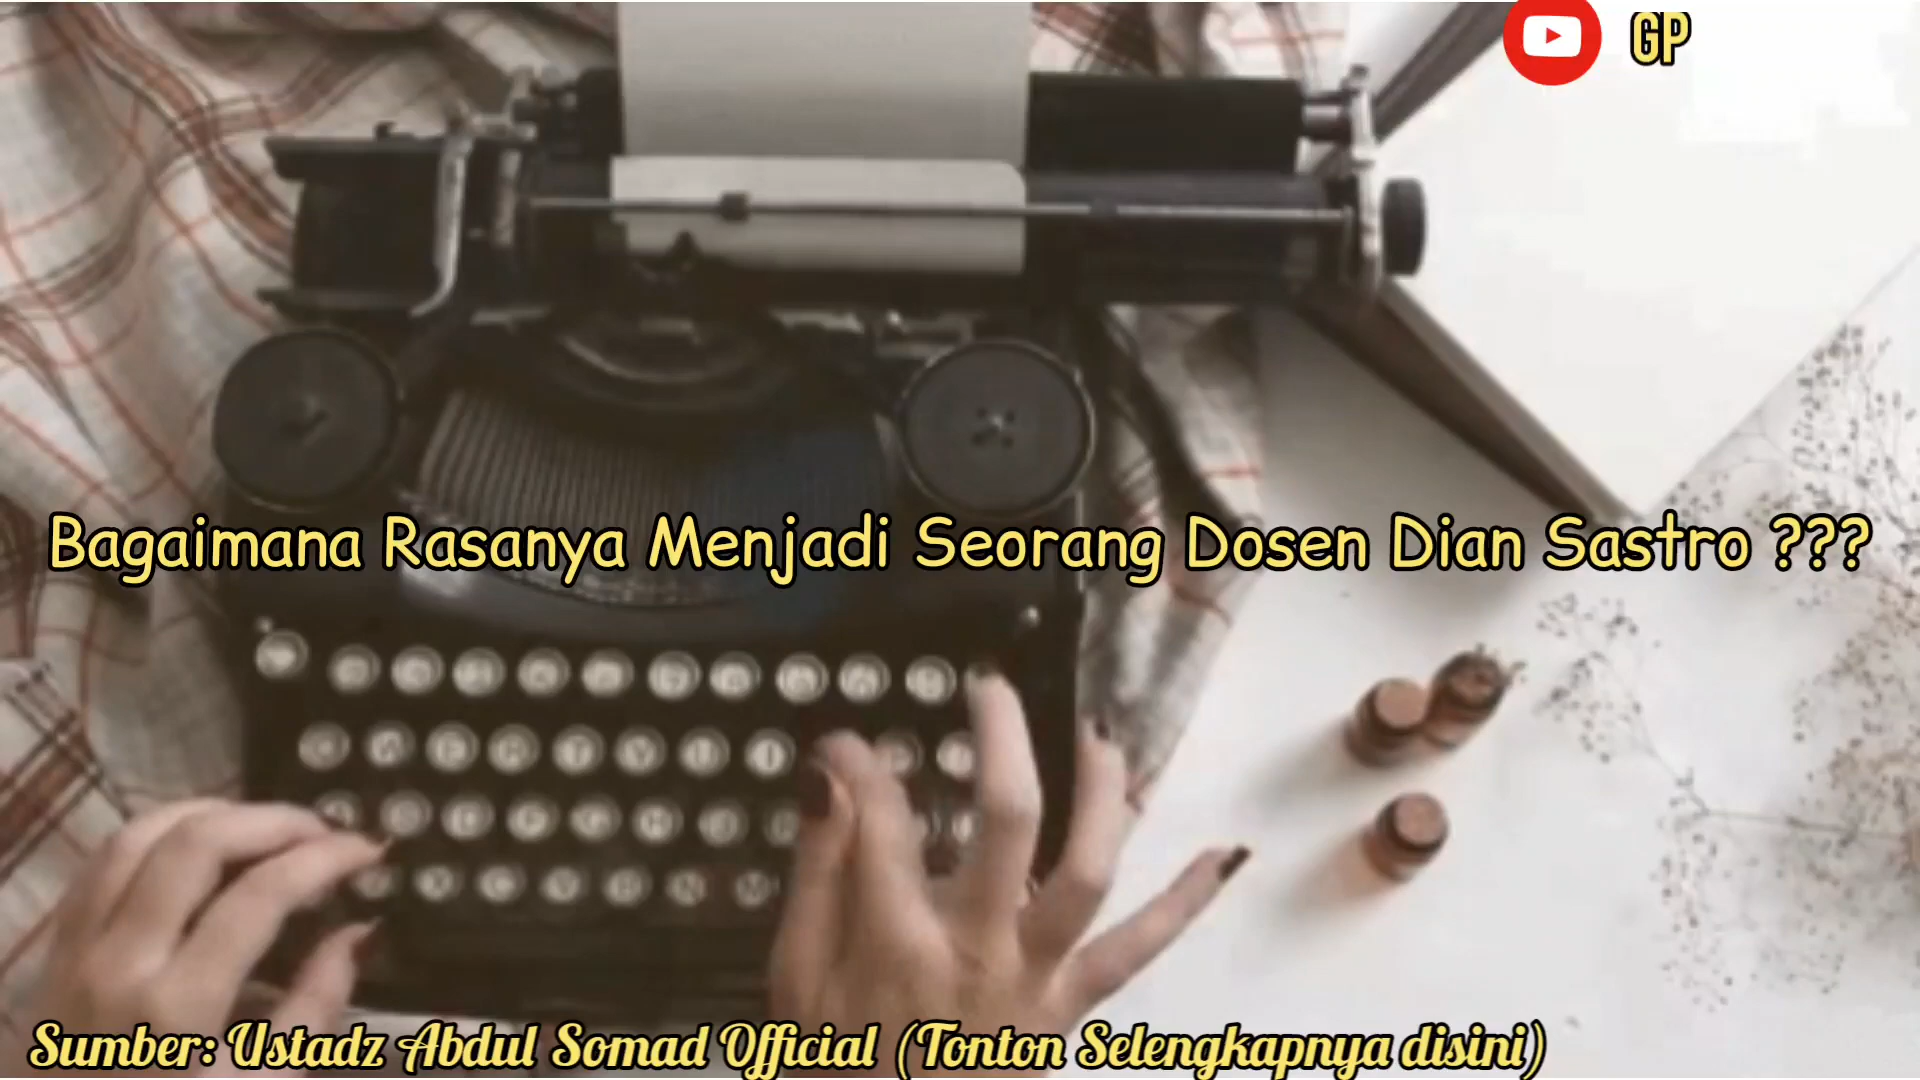 GP
Bagaimana Rasanya Menjadi Seorang Dosen Dian Sastro ???
Sumber: Ustadz Abdul Somad Official (Tonton Selengkapnya disini)